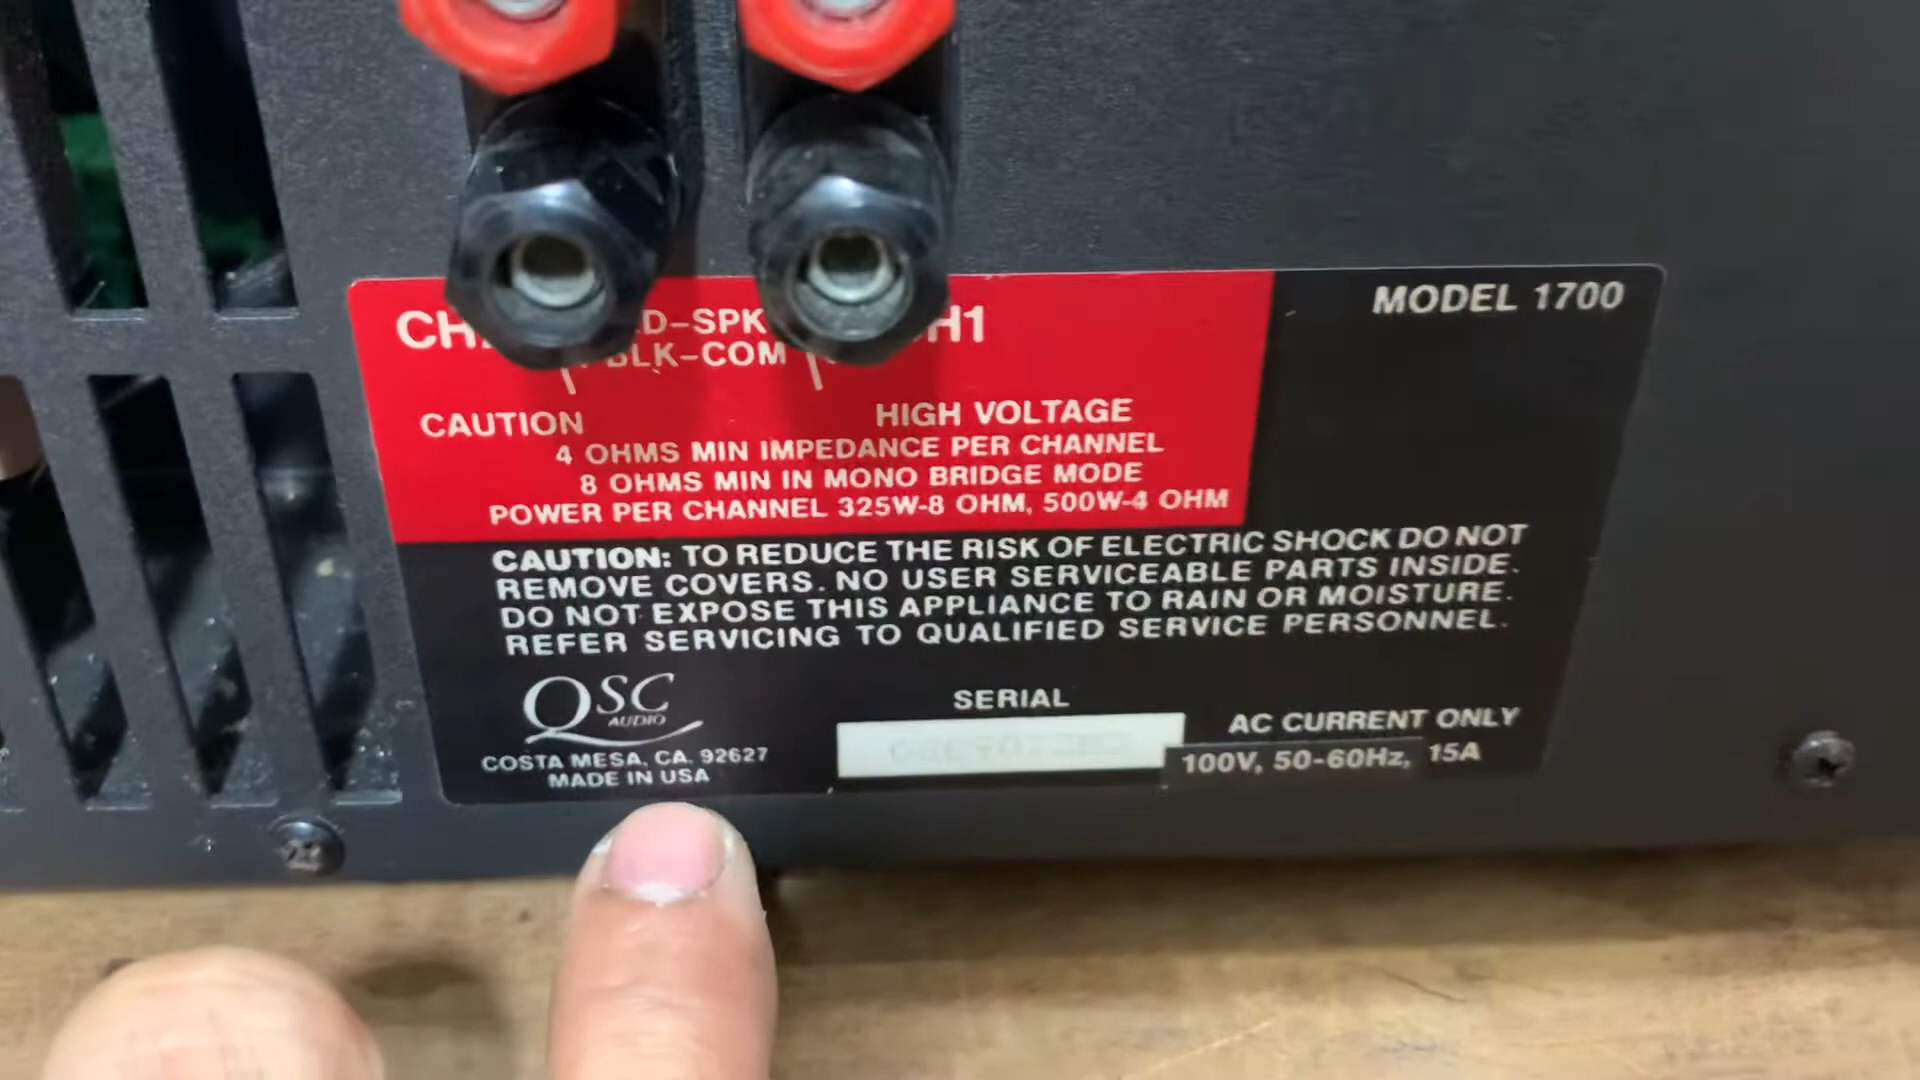 MODEL 1700
D-SPK
BLK-COM
CAUTION HIGH VOLTAGE
4 OHMS MIN IMPEDANCE PER CHANNEL
8 OHMS MIN IN MONO BRIDGE MODE
POWER PER CHANNEL 325W-8 OHM, 500W-4 OHM
CAUTION: TO REDUCE THE RISK OF ELECTRIC SHOCK DO NOT
REMOVE COVERS. NO USER SERVICEABLE PARTS INSIDE.
DO NOT EXPOSE THIS APPLIANCE TO RAIN OR MOISTURE.
REFER SERVICING TO QUALIFIED SERVICE PERSONNEL.
QSC
AUDIO
COSTA MESA, CA. 92627
MADE IN USA
SERIAL
AC CURRENT ONLY
100V, 50-60Hz, 15A